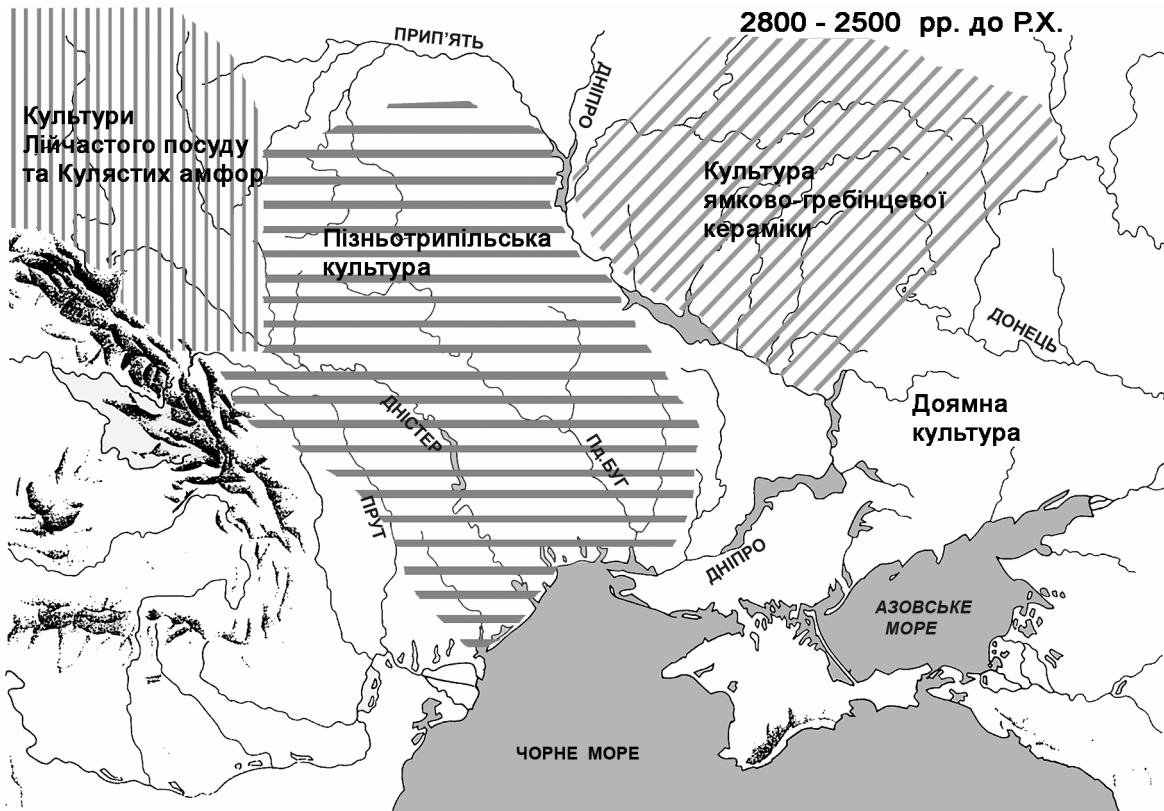 2800 - 2500 рр. до Р.Х.
ПРИП'ЯТЬ
ДНІПРО
Культури
Лійчастого посуду
та Кулястих амфор
Культура
ямково-гребінцевої
кераміки
Пізньотрипільська
культура
ДОНЕЦЬ
Доямна
культура
ДНІСТЕР
Пд.БУГ
ПРУТ
ДНІПРО
АЗОВСЬКЕ
МОРЕ
ЧОРНЕ МОРЕ